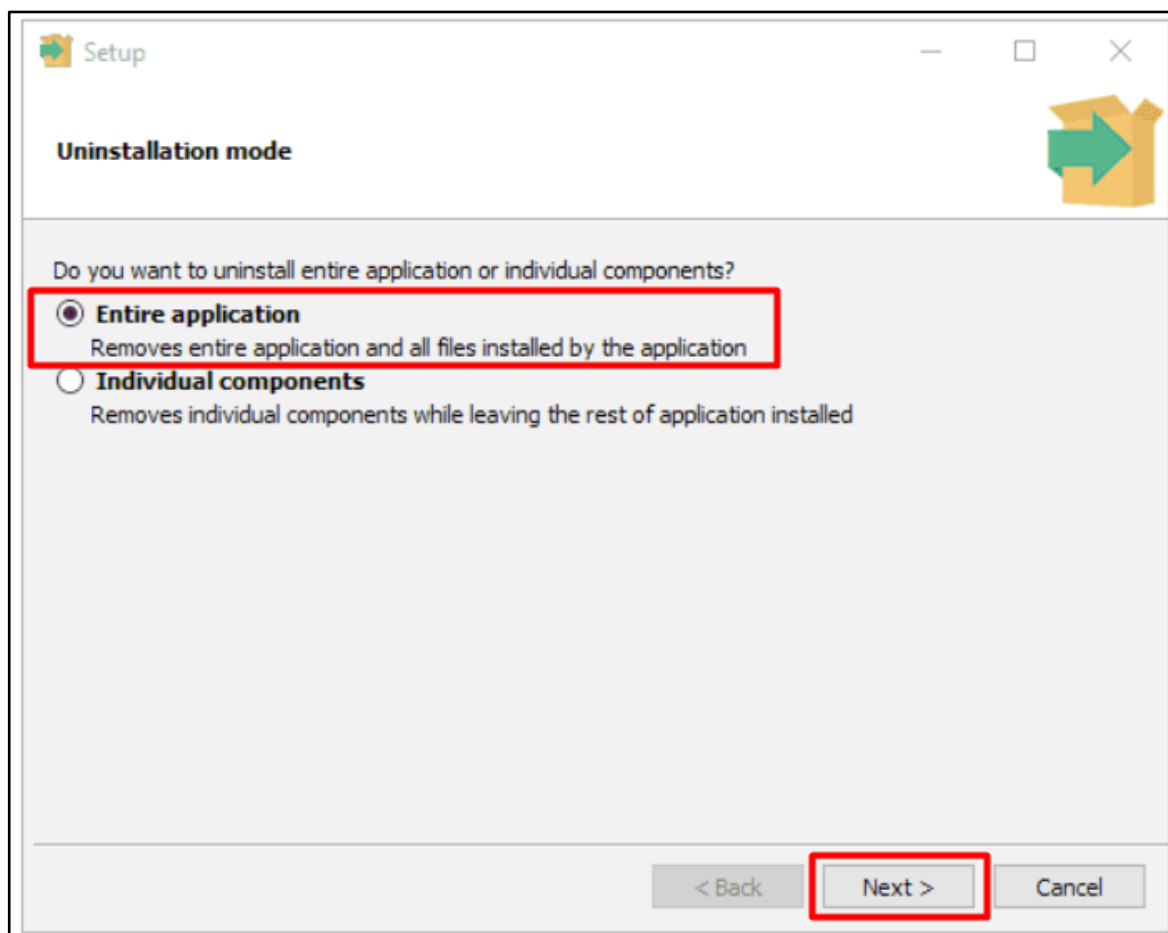 Setup
Uninstallation mode
Do you want to uninstall entire application or individual components?
Entire application
Removes entire application and all files installed by the application
Individual components
Removes individual components while leaving the rest of application installed
< Back Next > Cancel